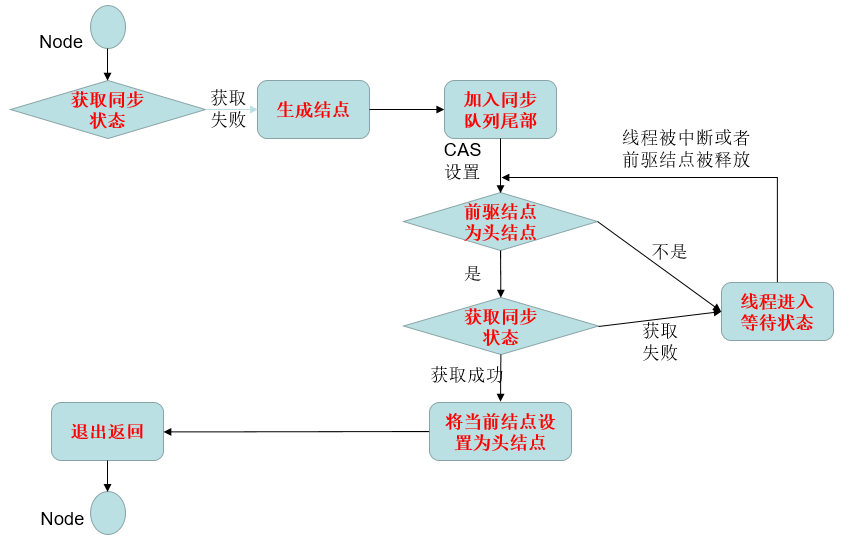 Node
获取同步
状态
获取
失败
生成结点
加入同步
队列尾部
CAS
设置
线程被中断或者
前驱结点被释放
前驱结点
为头结点
不是
是
线程进入
等待状态
获取同步
状态
获取
失败
获取成功
将当前结点设
置为头结点
退出返回
Node